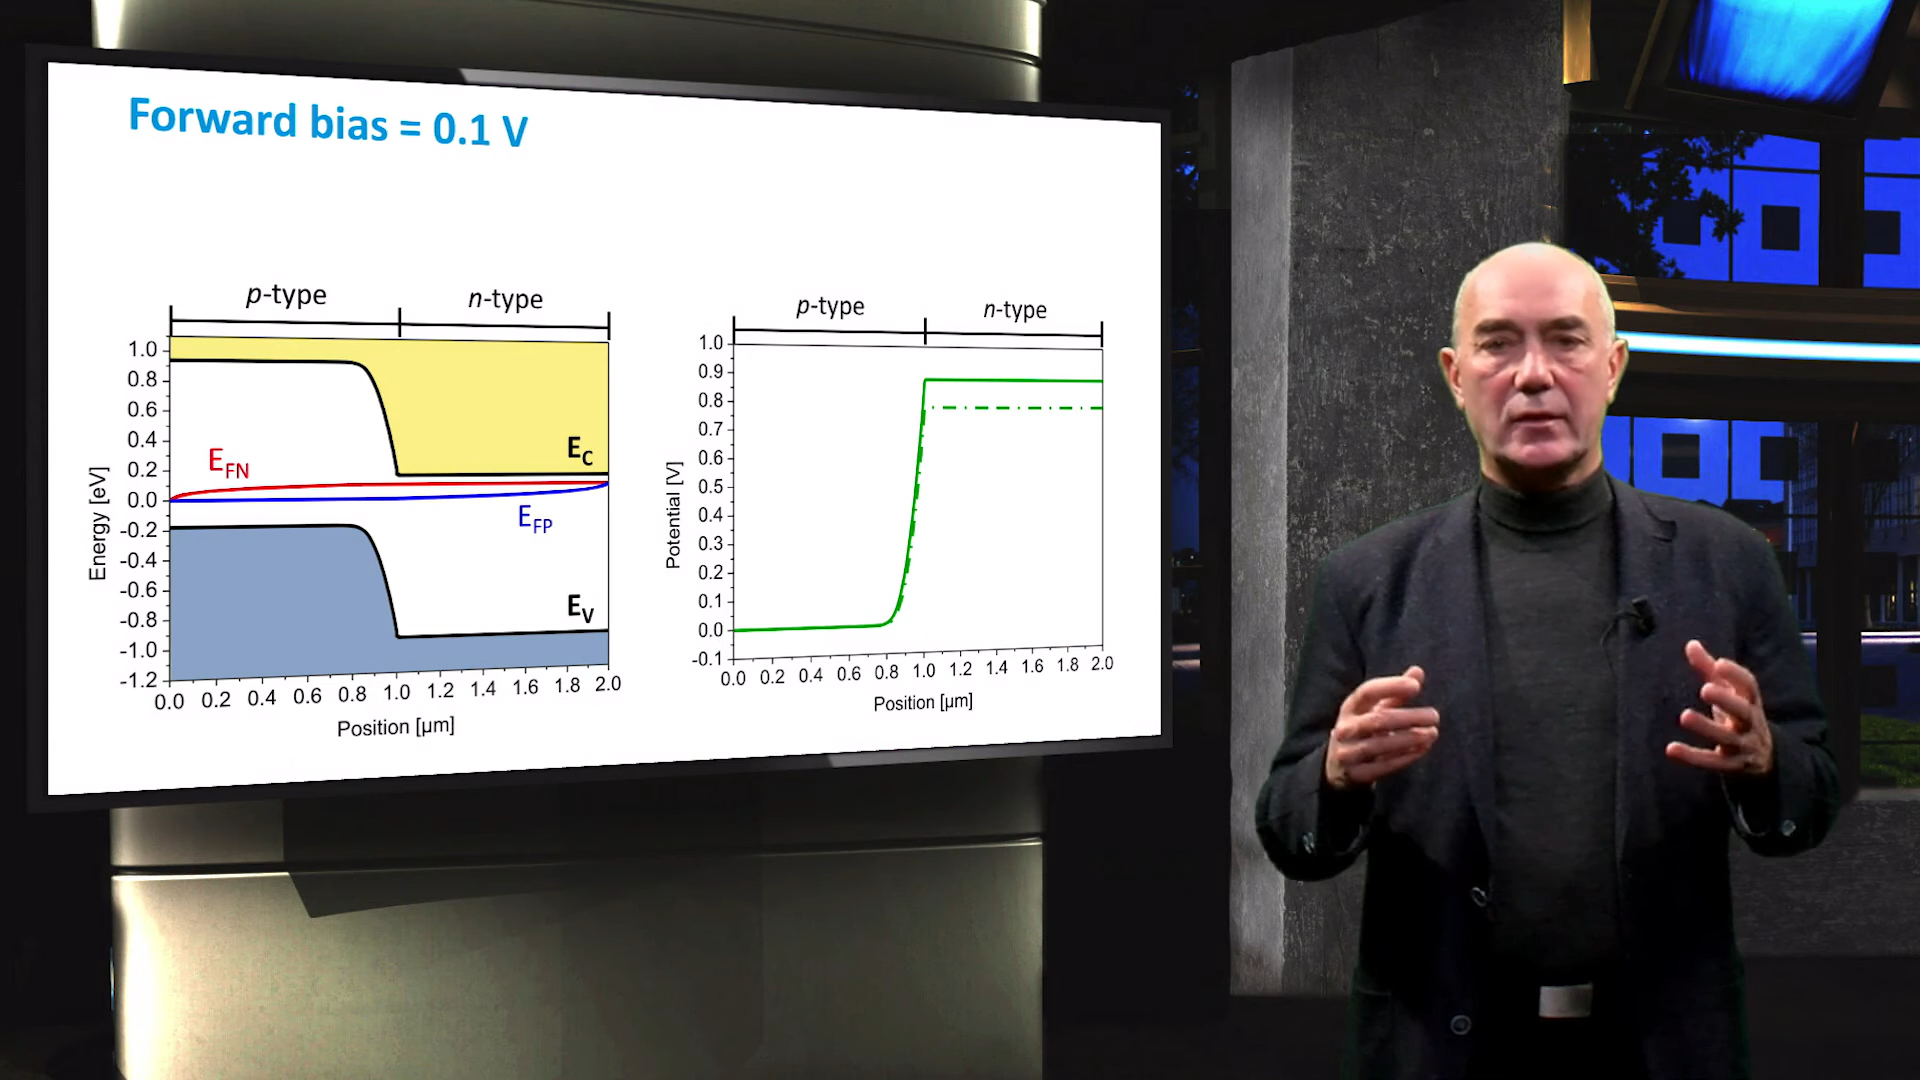 Forward bias = 0.1 V
p-type
n-type
1.0
0.8
0.6
0.4
0.2
0.0
-0.2
-0.4
-0.6
-0.8
-1.0
-1.2
Energy [eV]
E_FN
E_C
E_FP
E_V
0.0 0.2 0.4 0.6 0.8 1.0 1.2 1.4 1.6 1.8 2.0
Position [µm]
p-type
n-type
1.0
0.9
0.8
0.7
0.6
0.5
0.4
0.3
0.2
0.1
0.0
-0.1
Potential [V]
0.0 0.2 0.4 0.6 0.8 1.0 1.2 1.4 1.6 1.8 2.0
Position [µm]